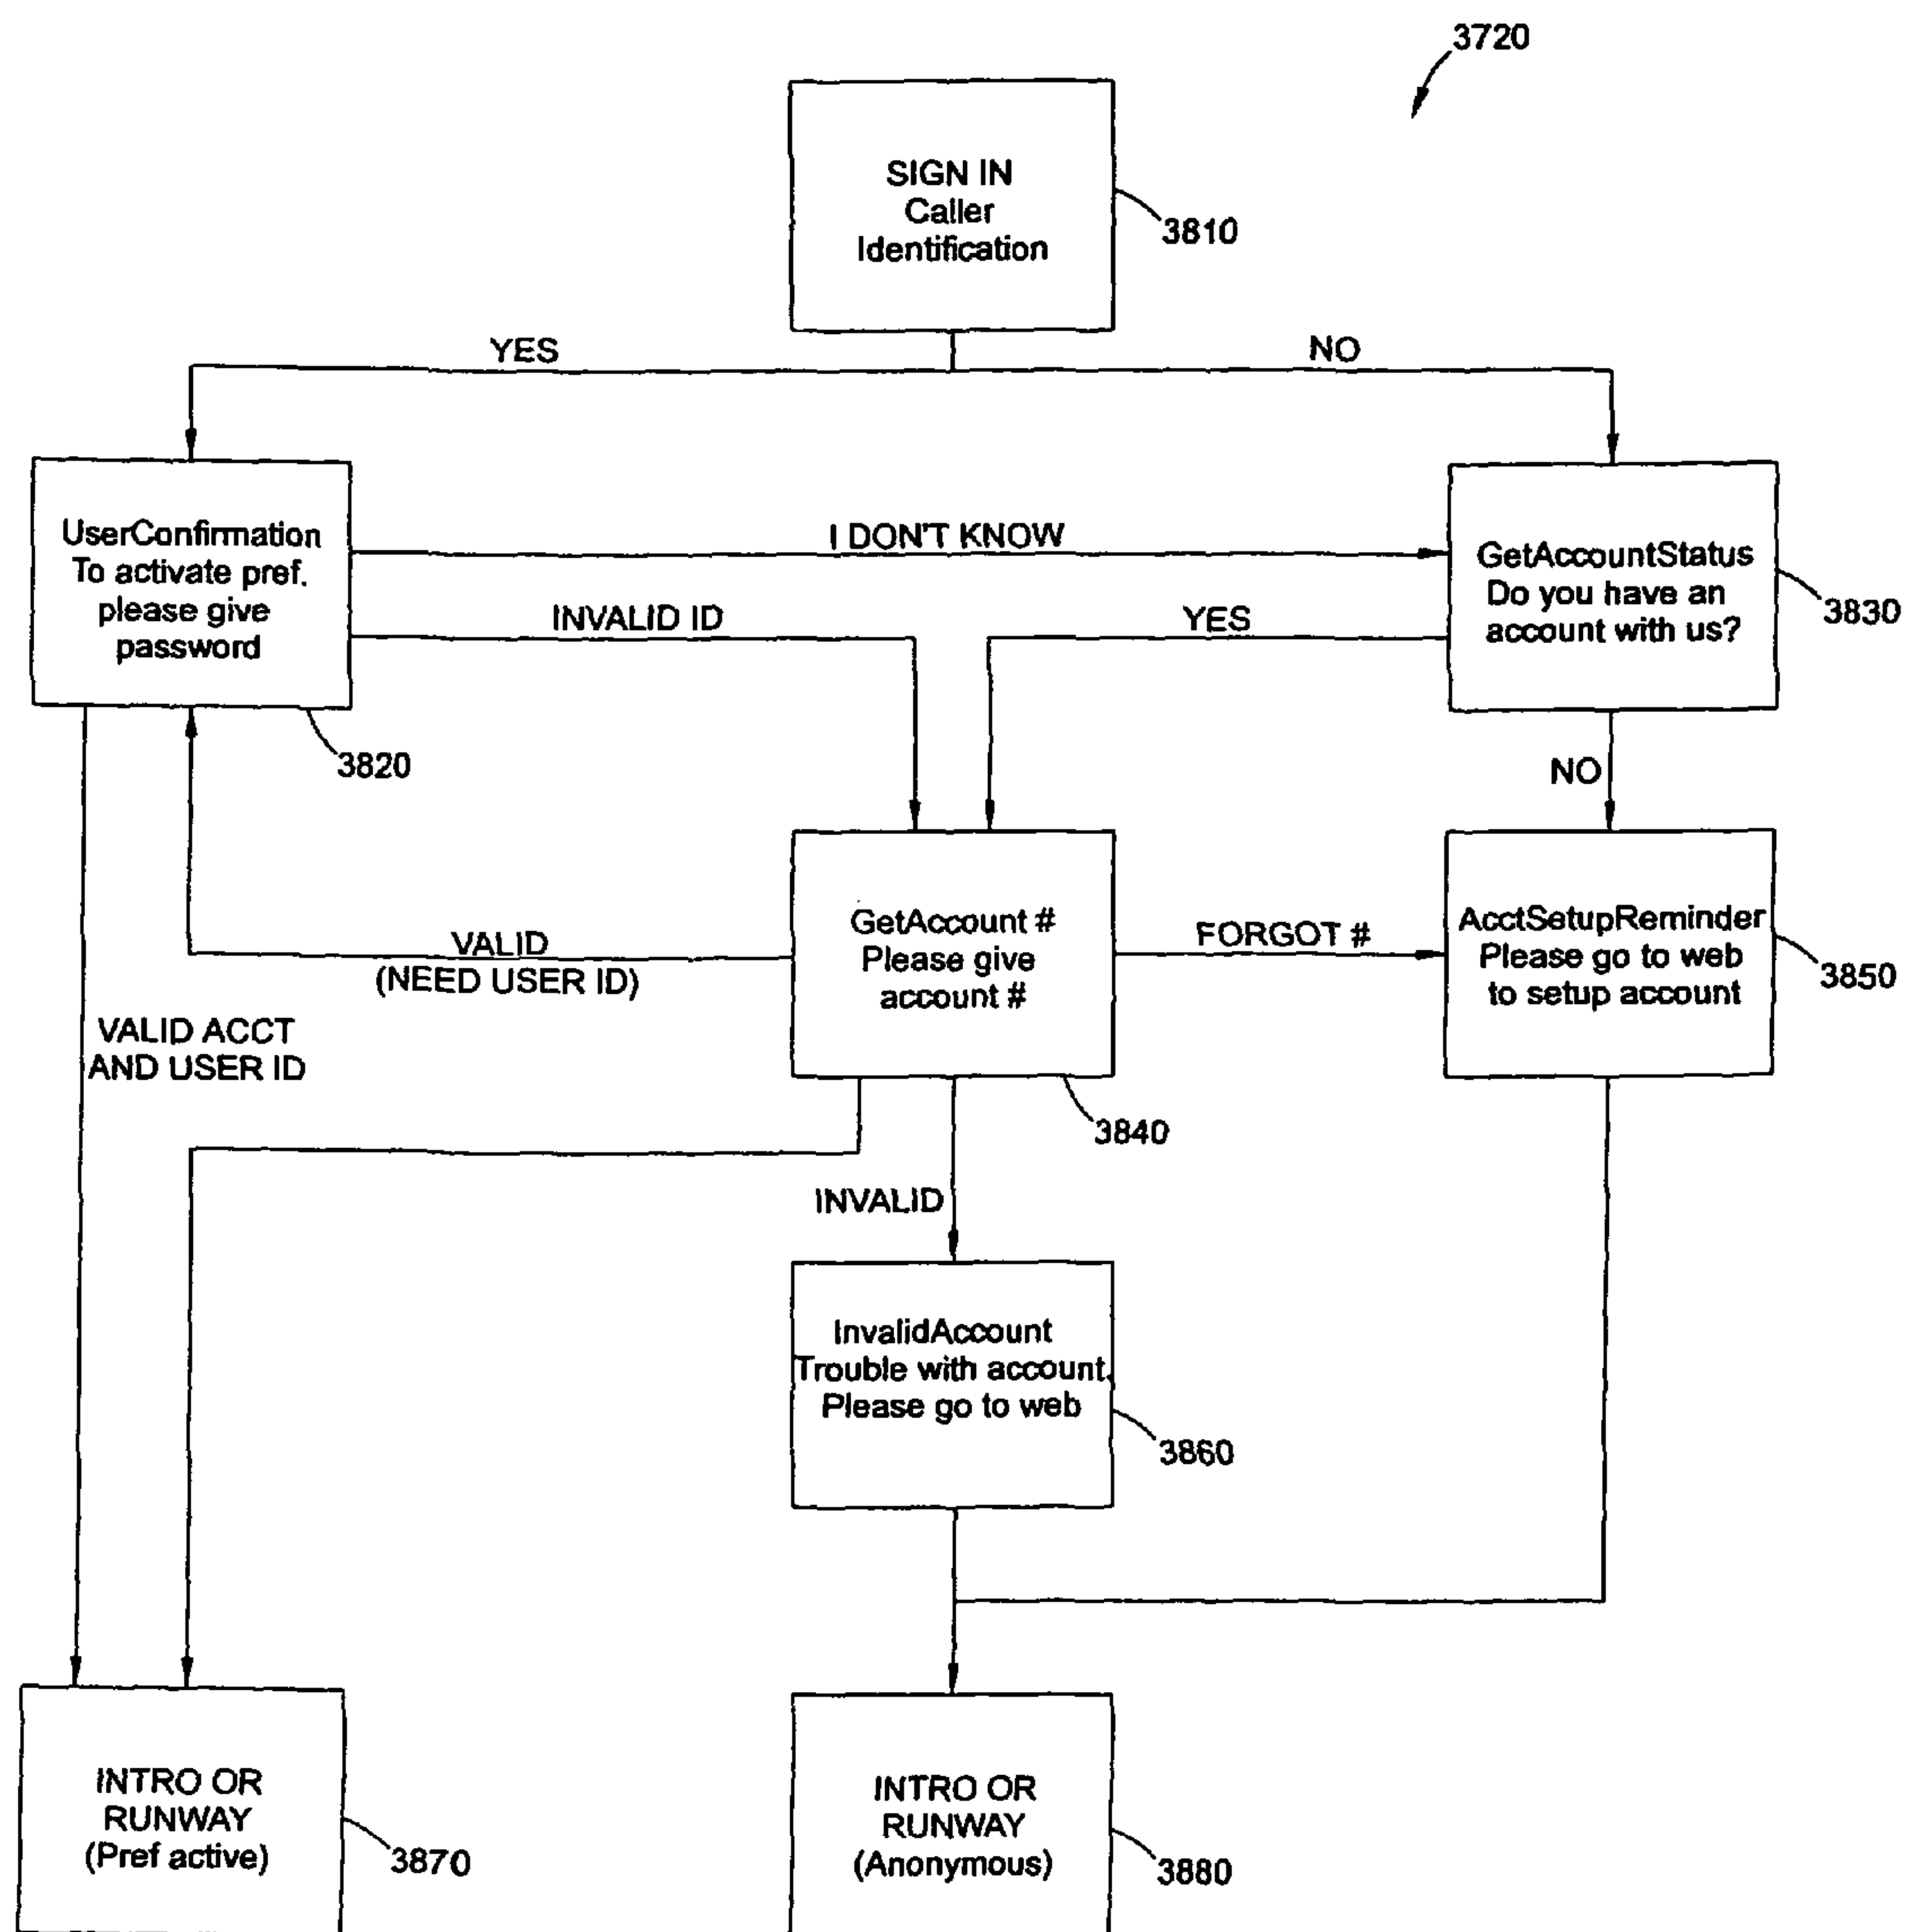 3720
SIGN IN
Caller
Identification
3810
YES
NO
UserConfirmation
To activate pref.
please give
password
3820
I DON'T KNOW
INVALID ID
YES
GetAccountStatus
Do you have an
account with us?
3830
NO
VALID
(NEED USER ID)
GetAccount #
Please give
account #
3840
FORGOT #
AcctSetupReminder
Please go to web
to setup account
3850
VALID ACCT
AND USER ID
INVALID
InvalidAccount
Trouble with account.
Please go to web
3860
INTRO OR
RUNWAY
(Pref active)
3870
INTRO OR
RUNWAY
(Anonymous)
3880